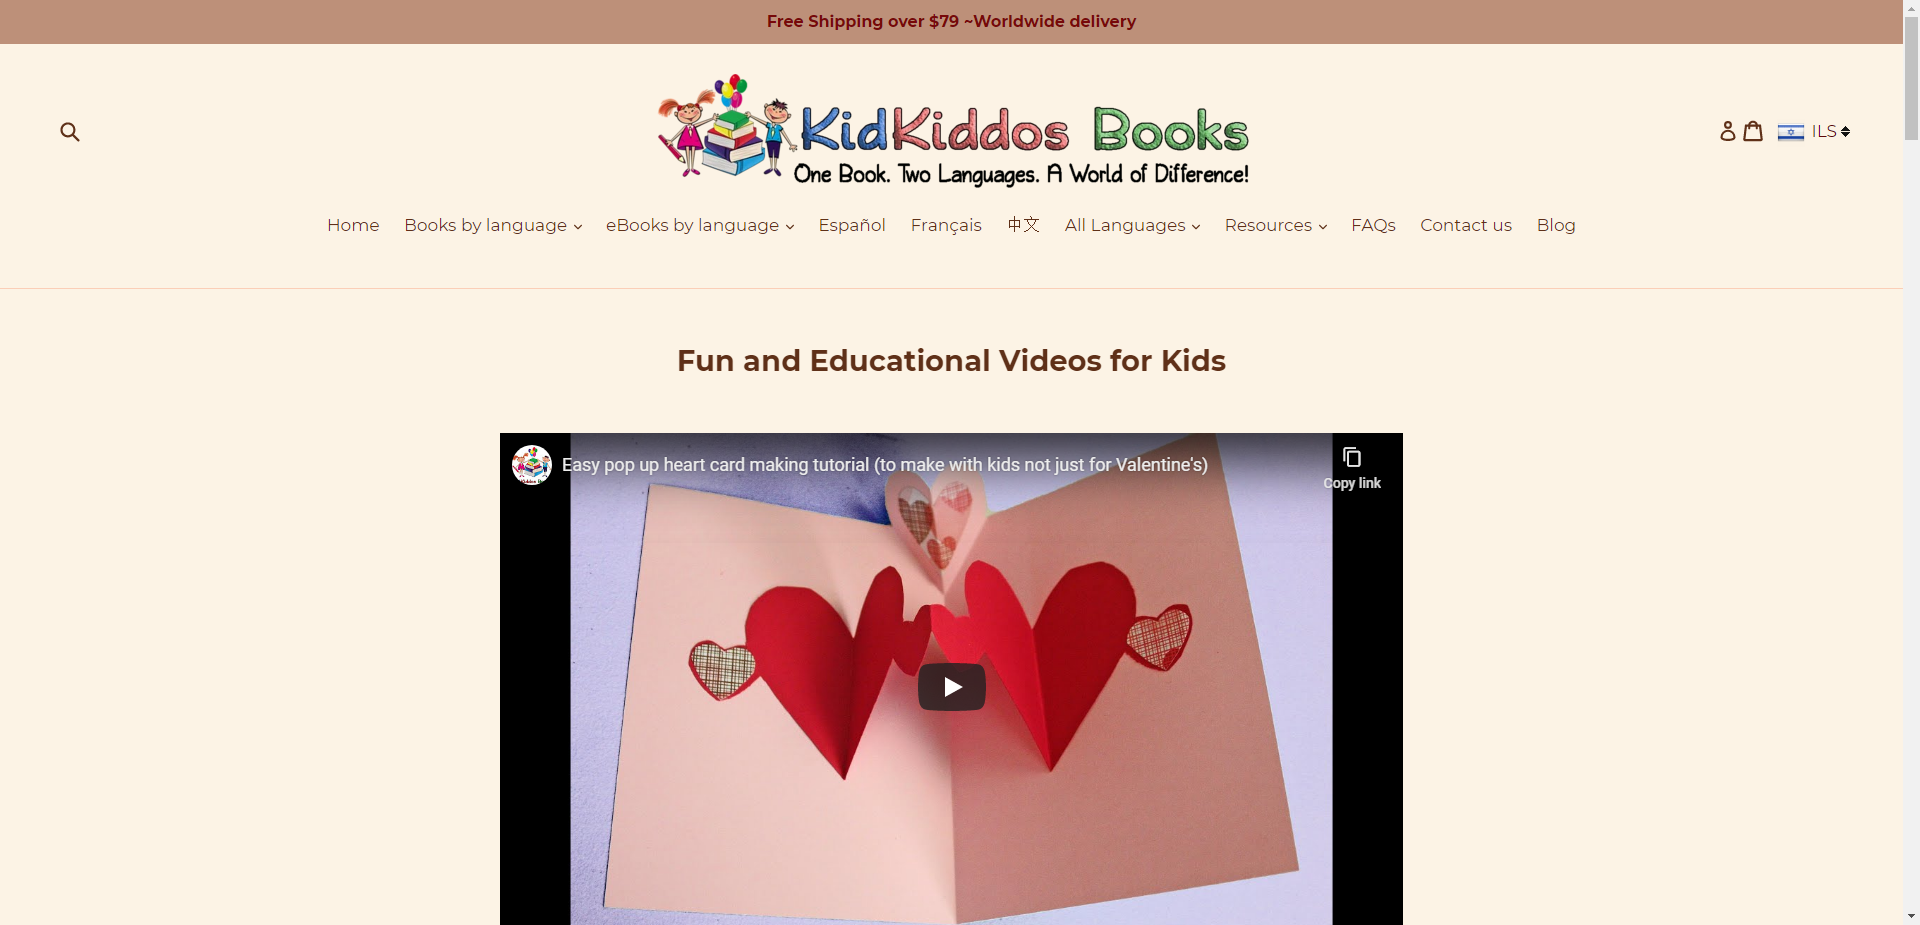 Free Shipping over $79 ~Worldwide delivery
KidKiddos Books
One Book. Two Languages. A World of Difference!
ILS
Home Books by language eBooks by language Español Français 中文 All Languages Resources FAQs Contact us Blog
Fun and Educational Videos for Kids
Easy pop up heart card making tutorial (to make with kids not just for Valentine's)
Copy link